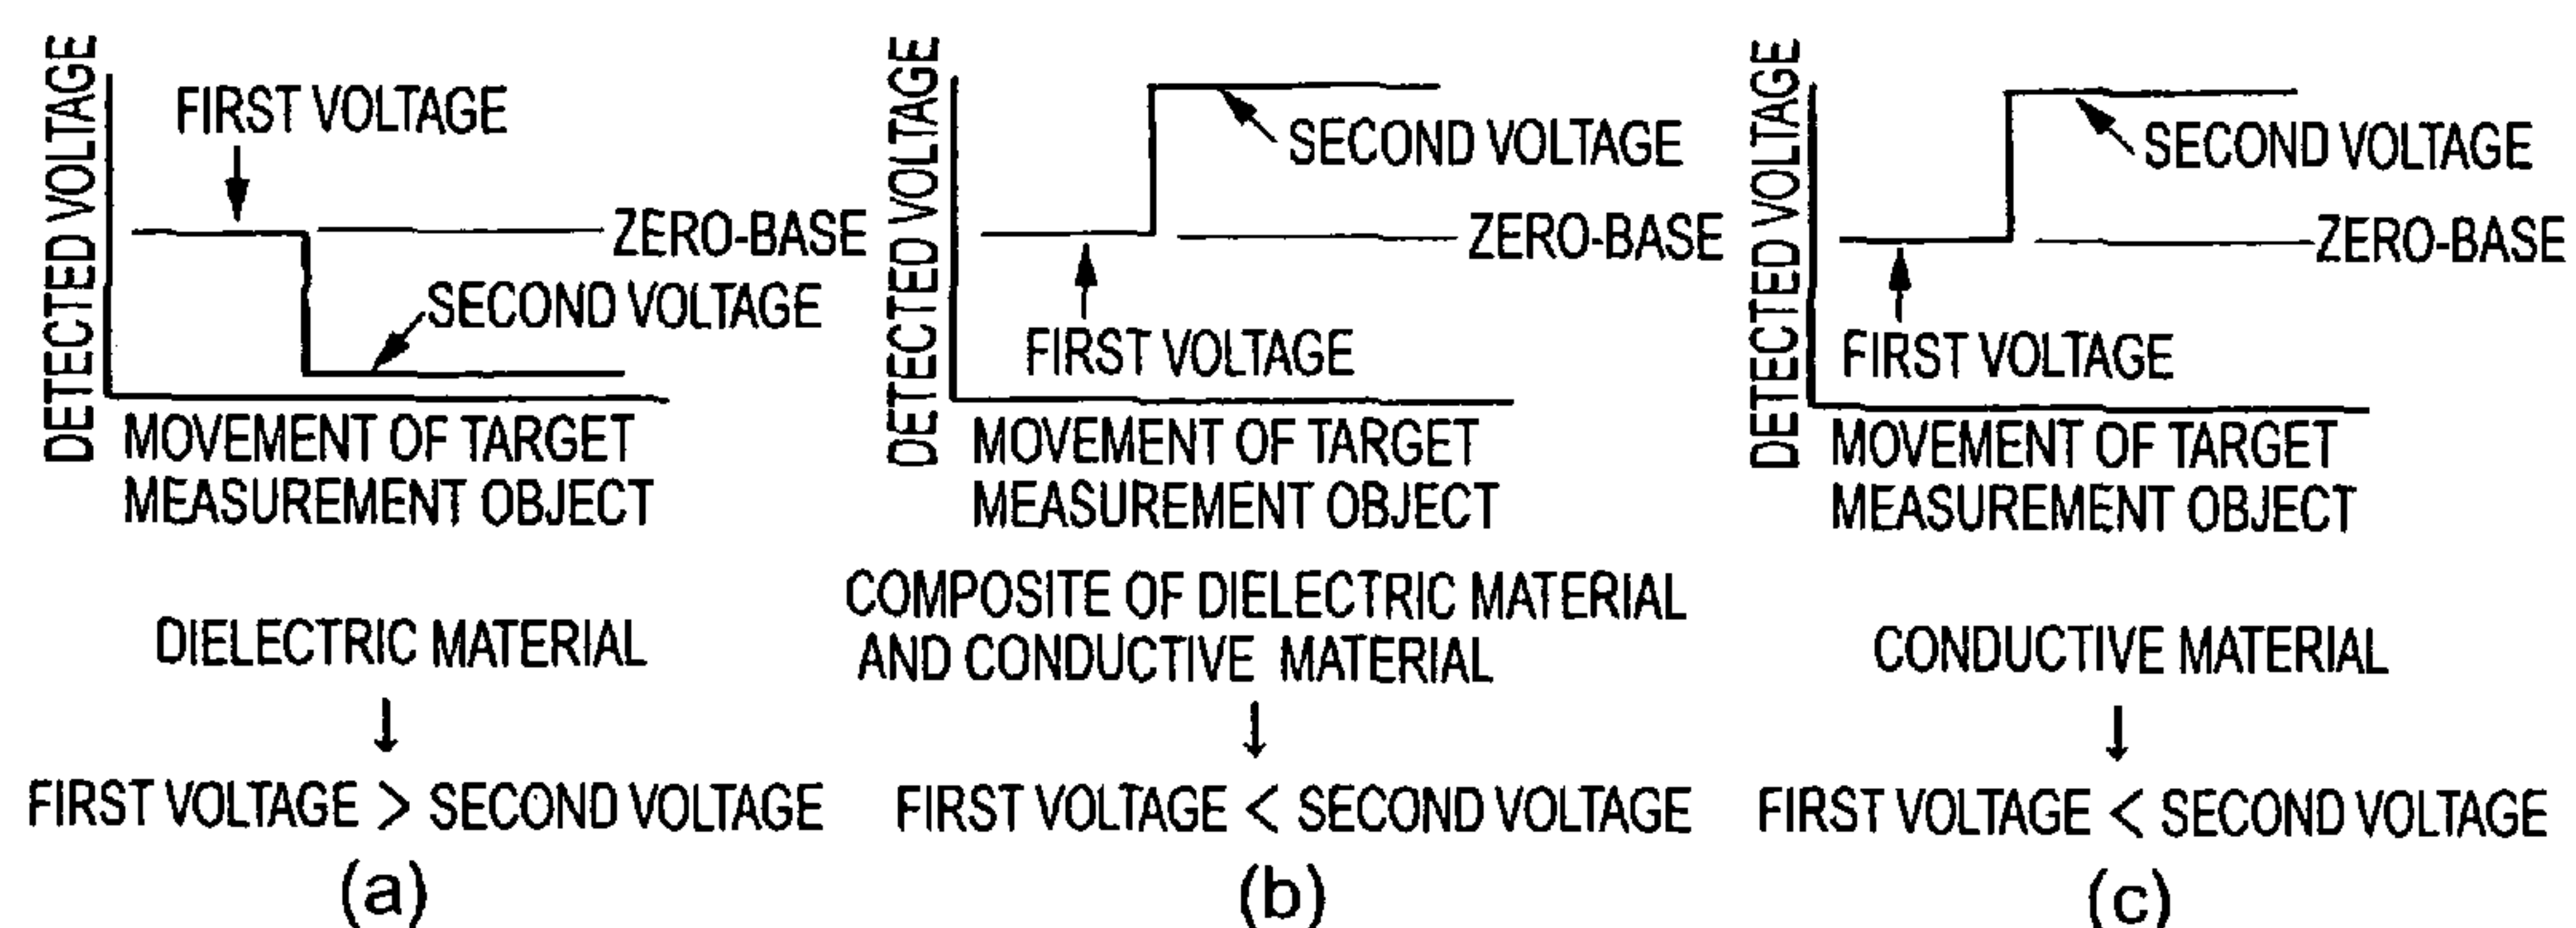 DETECTED VOLTAGE
FIRST VOLTAGE
ZERO-BASE
SECOND VOLTAGE
MOVEMENT OF TARGET
MEASUREMENT OBJECT
DIELECTRIC MATERIAL
↓
FIRST VOLTAGE > SECOND VOLTAGE
(a)
DETECTED VOLTAGE
SECOND VOLTAGE
ZERO-BASE
FIRST VOLTAGE
MOVEMENT OF TARGET
MEASUREMENT OBJECT
COMPOSITE OF DIELECTRIC MATERIAL
AND CONDUCTIVE MATERIAL
↓
FIRST VOLTAGE < SECOND VOLTAGE
(b)
DETECTED VOLTAGE
SECOND VOLTAGE
ZERO-BASE
FIRST VOLTAGE
MOVEMENT OF TARGET
MEASUREMENT OBJECT
CONDUCTIVE MATERIAL
↓
FIRST VOLTAGE < SECOND VOLTAGE
(c)